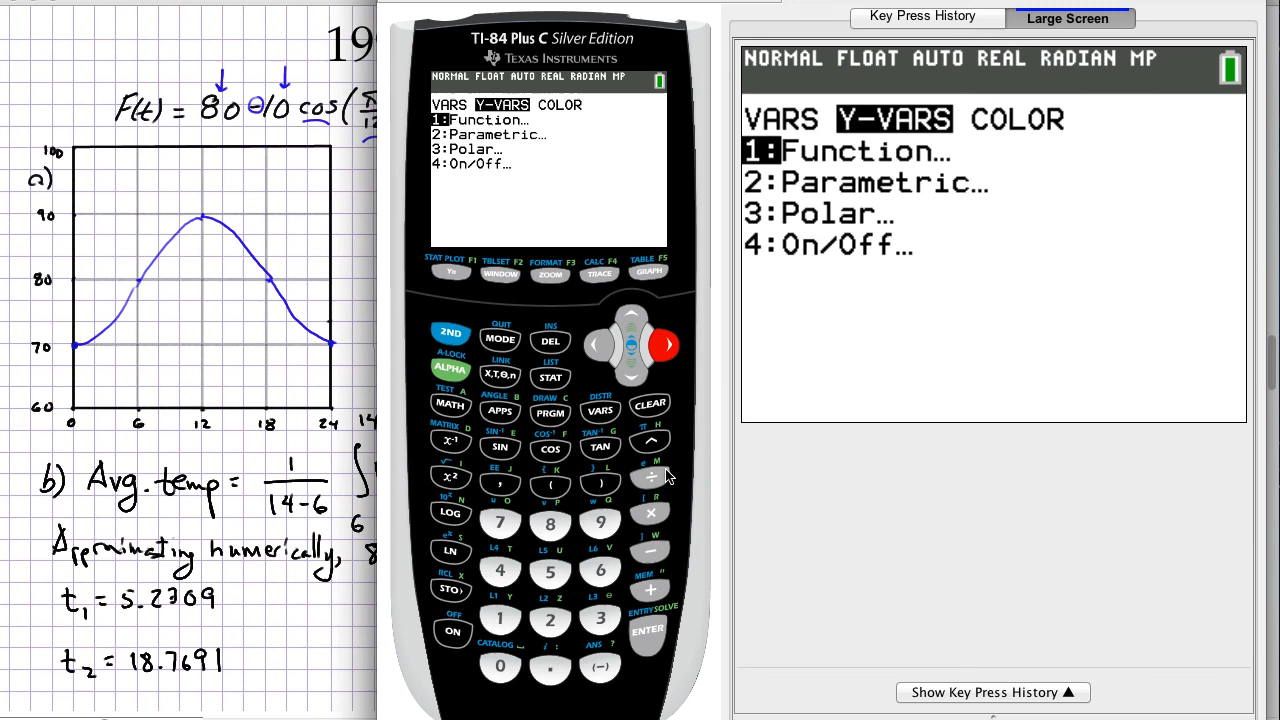 Key Press History
Large Screen
19
F(t) = 80 - 10 cos(π/12
100
a)
90
80
70
60
0 6 12 18 24
14
b) Avg. temp = 1/(14-6) ∫
6
Approximating numerically, 8
t₁ = 5.2309
t₂ = 18.7691
TI-84 Plus C Silver Edition
TEXAS INSTRUMENTS
NORMAL FLOAT AUTO REAL RADIAN MP
VARS Y-VARS COLOR
1:Function…
2:Parametric…
3:Polar…
4:On/Off…
STAT PLOT F1 TBLSET F2 FORMAT F3 CALC F4 TABLE F5
Y= WINDOW ZOOM TRACE GRAPH
QUIT INS
2ND MODE DEL
A-LOCK LINK LIST
ALPHA X,T,Θ,n STAT
TEST A ANGLE B DRAW C DISTR
MATH APPS PRGM VARS CLEAR
MATRIX D SIN⁻¹ E COS⁻¹ F TAN⁻¹ G π H
x⁻¹ SIN COS TAN ^
√ I EE J { K } L e M
x² , ( ) ÷
10ˣ N u O v P w Q [ R
LOG 7 8 9 ×
eˣ S L4 T L5 U L6 V ] W
LN 4 5 6 −
RCL X L1 Y L2 Z L3 θ MEM "
STO› 1 2 3 +
OFF CATALOG ␣ i : ANS ? ENTRY SOLVE
ON 0 . (−) ENTER
NORMAL FLOAT AUTO REAL RADIAN MP
VARS Y-VARS COLOR
1:Function…
2:Parametric…
3:Polar…
4:On/Off…
Show Key Press History ▲